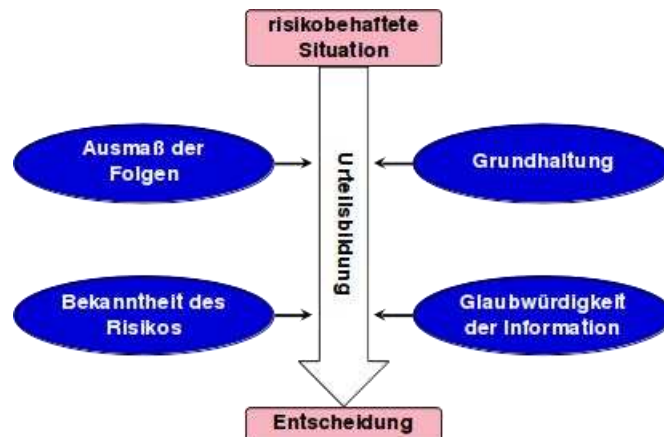 risikobehaftete
Situation
Ausmaß der
Folgen
Grundhaltung
Urteilsbildung
Bekanntheit des
Risikos
Glaubwürdigkeit
der Information
Entscheidung